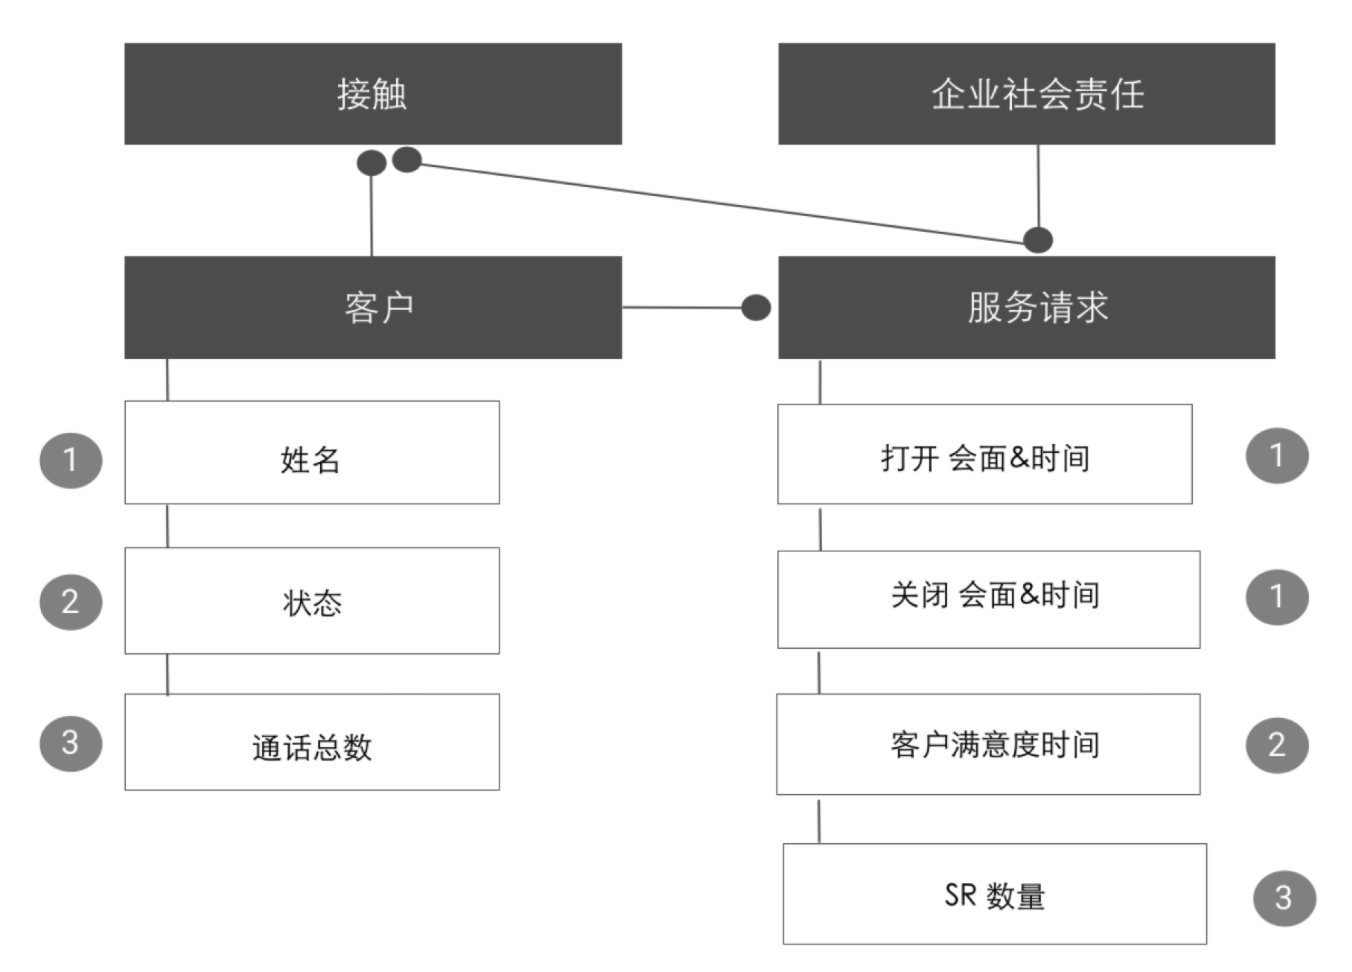 接触
企业社会责任
客户
服务请求
1
姓名
打开 会面&时间
1
2
状态
关闭 会面&时间
1
3
通话总数
客户满意度时间
2
SR 数量
3